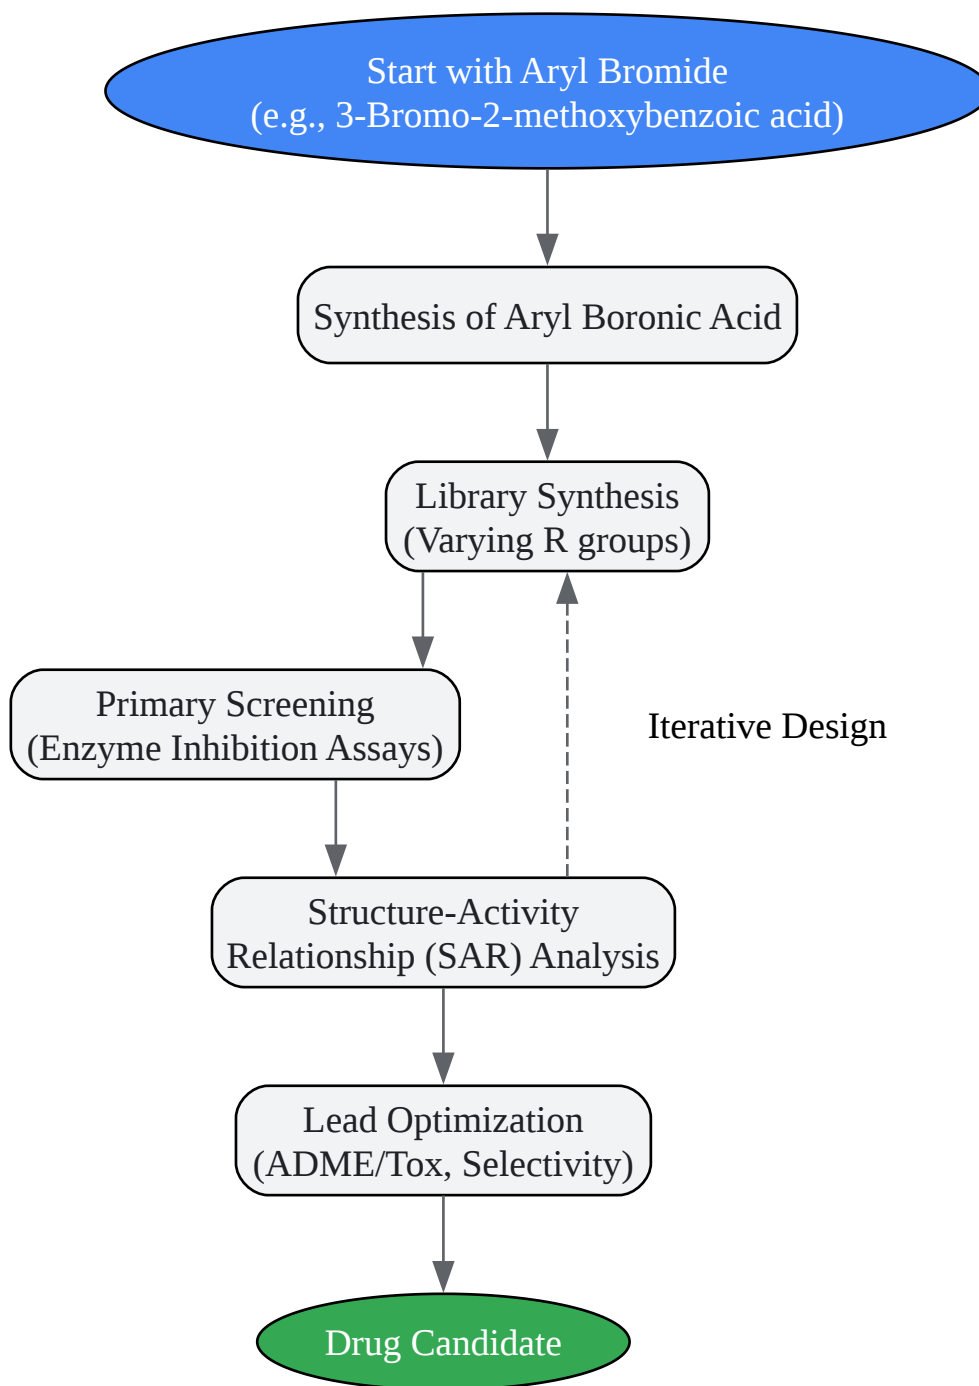 Start with Aryl Bromide
(e.g., 3-Bromo-2-methoxybenzoic acid)
Synthesis of Aryl Boronic Acid
Library Synthesis
(Varying R groups)
Primary Screening
(Enzyme Inhibition Assays)
Iterative Design
Structure-Activity
Relationship (SAR) Analysis
Lead Optimization
(ADME/Tox, Selectivity)
Drug Candidate